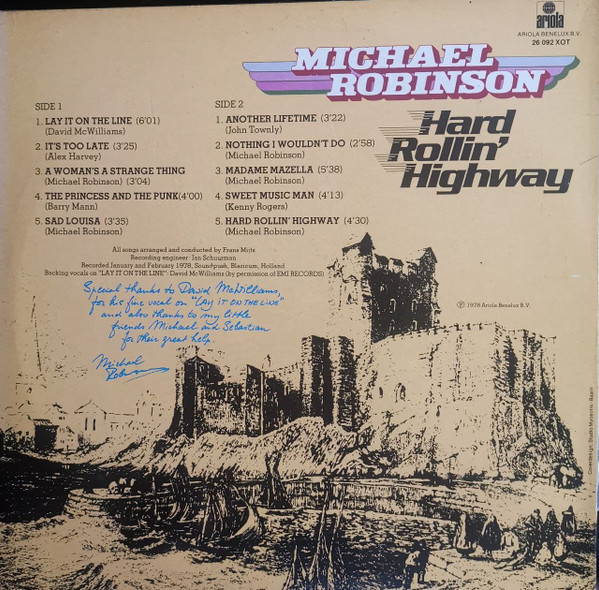 ariola
ARIOLA BENELUX B.V.
26 092 XOT
MICHAEL
ROBINSON
Hard
Rollin'
Highway
SIDE 1
1. LAY IT ON THE LINE (6'01)
(David McWilliams)
2. IT'S TOO LATE (3'25)
(Alex Harvey)
3. A WOMAN'S A STRANGE THING
(Michael Robinson) (3'04)
4. THE PRINCESS AND THE PUNK (4'00)
(Barry Mann)
5. SAD LOUISA (3'35)
(Michael Robinson)
SIDE 2
1. ANOTHER LIFETIME (3'22)
(John Townly)
2. NOTHING I WOULDN'T DO (2'58)
(Michael Robinson)
3. MADAME MAZELLA (5'38)
(Michael Robinson)
4. SWEET MUSIC MAN (4'13)
(Kenny Rogers)
5. HARD ROLLIN' HIGHWAY (4'30)
(Michael Robinson)
All songs arranged and conducted by Frans Mijts
Recording engineer: Jan Schuurman
Recorded January and February 1978, Soundpush, Blaricum, Holland
Backing vocals on "LAY IT ON THE LINE": David McWilliams (by permission of EMI RECORDS)
Special thanks to David McWilliams,
for his fine vocal on "LAY IT ON THE LINE"
and also thanks to my little
friends Michael and Sebastian
for their great help.
Michael
Robinson
℗ 1978 Ariola Benelux B.V.